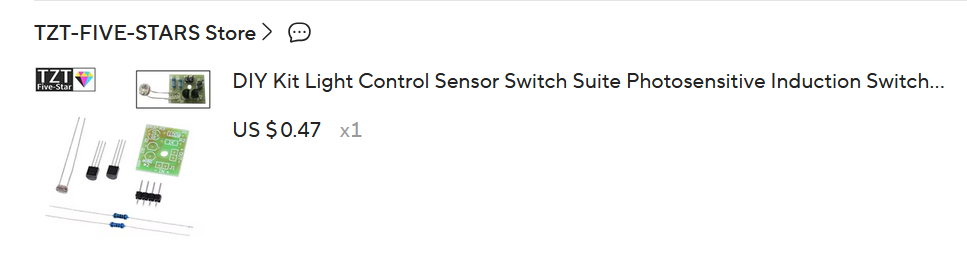 TZT-FIVE-STARS Store
TZT
Five-Star
DIY Kit Light Control Sensor Switch Suite Photosensitive Induction Switch...
US $0.47 x1